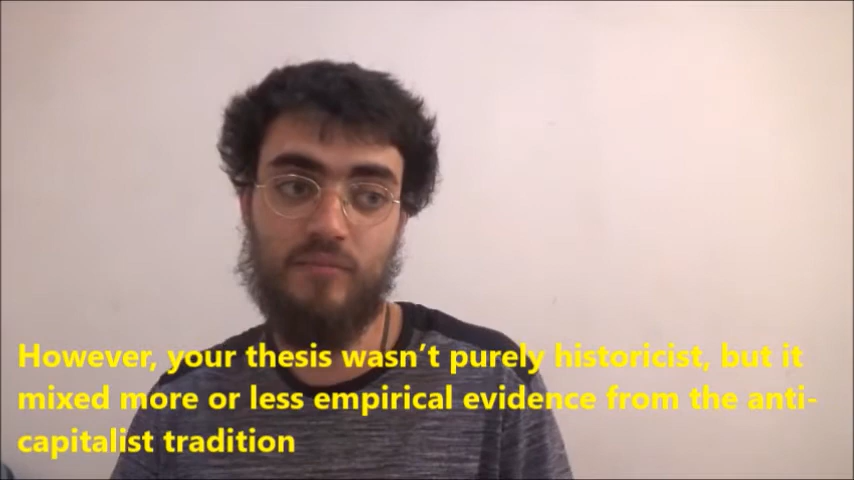 However, your thesis wasn’t purely historicist, but it
mixed more or less empirical evidence from the anti-
capitalist tradition